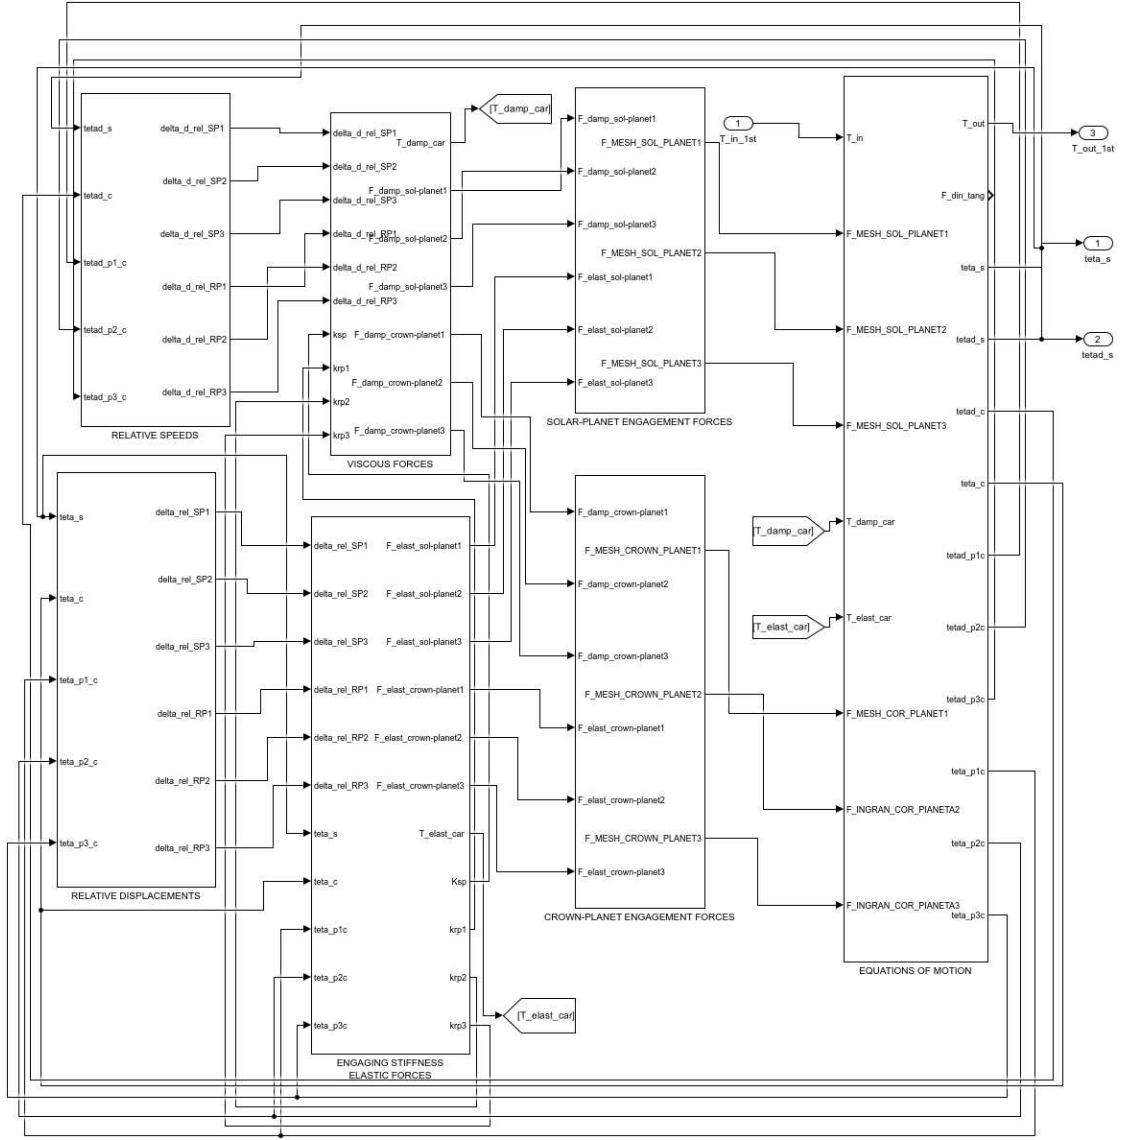 tetad_s
tetad_c
tetad_p1_c
tetad_p2_c
tetad_p3_c
delta_d_rel_SP1
delta_d_rel_SP2
delta_d_rel_SP3
delta_d_rel_RP1
delta_d_rel_RP2
delta_d_rel_RP3
RELATIVE SPEEDS
delta_d_rel_SP1
delta_d_rel_SP2
delta_d_rel_SP3
delta_d_rel_RP1
delta_d_rel_RP2
delta_d_rel_RP3
ksp
krp1
krp2
krp3
T_damp_car
F_damp_sol-planet1
F_damp_sol-planet2
F_damp_sol-planet3
F_damp_crown-planet1
F_damp_crown-planet2
F_damp_crown-planet3
VISCOUS FORCES
[T_damp_car]
F_damp_sol-planet1
F_damp_sol-planet2
F_damp_sol-planet3
F_elast_sol-planet1
F_elast_sol-planet2
F_elast_sol-planet3
F_MESH_SOL_PLANET1
F_MESH_SOL_PLANET2
F_MESH_SOL_PLANET3
SOLAR-PLANET ENGAGEMENT FORCES
1
T_in_1st
T_in
F_MESH_SOL_PILANET1
F_MESH_SOL_PLANET2
F_MESH_SOL_PLANET3
T_damp_car
T_elast_car
F_MESH_COR_PLANET1
F_INGRAN_COR_PIANETA2
F_INGRAN_COR_PIANETA3
T_out
F_din_tang
teta_s
tetad_s
tetad_c
teta_c
tetad_p1c
tetad_p2c
tetad_p3c
teta_p1c
teta_p2c
teta_p3c
EQUATIONS OF MOTION
3
T_out_1st
1
teta_s
2
tetad_s
[T_damp_car]
[T_elast_car]
teta_s
teta_c
teta_p1_c
teta_p2_c
teta_p3_c
delta_rel_SP1
delta_rel_SP2
delta_rel_SP3
delta_rel_RP1
delta_rel_RP2
delta_rel_RP3
RELATIVE DISPLACEMENTS
delta_rel_SP1
delta_rel_SP2
delta_rel_SP3
delta_rel_RP1
delta_rel_RP2
delta_rel_RP3
teta_s
teta_c
teta_p1c
teta_p2c
teta_p3c
F_elast_sol-planet1
F_elast_sol-planet2
F_elast_sol-planet3
F_elast_crown-planet1
F_elast_crown-planet2
F_elast_crown-planet3
T_elast_car
Ksp
krp1
krp2
krp3
ENGAGING STIFFNESS
ELASTIC FORCES
[T_elast_car]
F_damp_crown-planet1
F_damp_crown-planet2
F_damp_crown-planet3
F_elast_crown-planet1
F_elast_crown-planet2
F_elast_crown-planet3
F_MESH_CROWN_PLANET1
F_MESH_CROWN_PLANET2
F_MESH_CROWN_PLANET3
CROWN-PLANET ENGAGEMENT FORCES